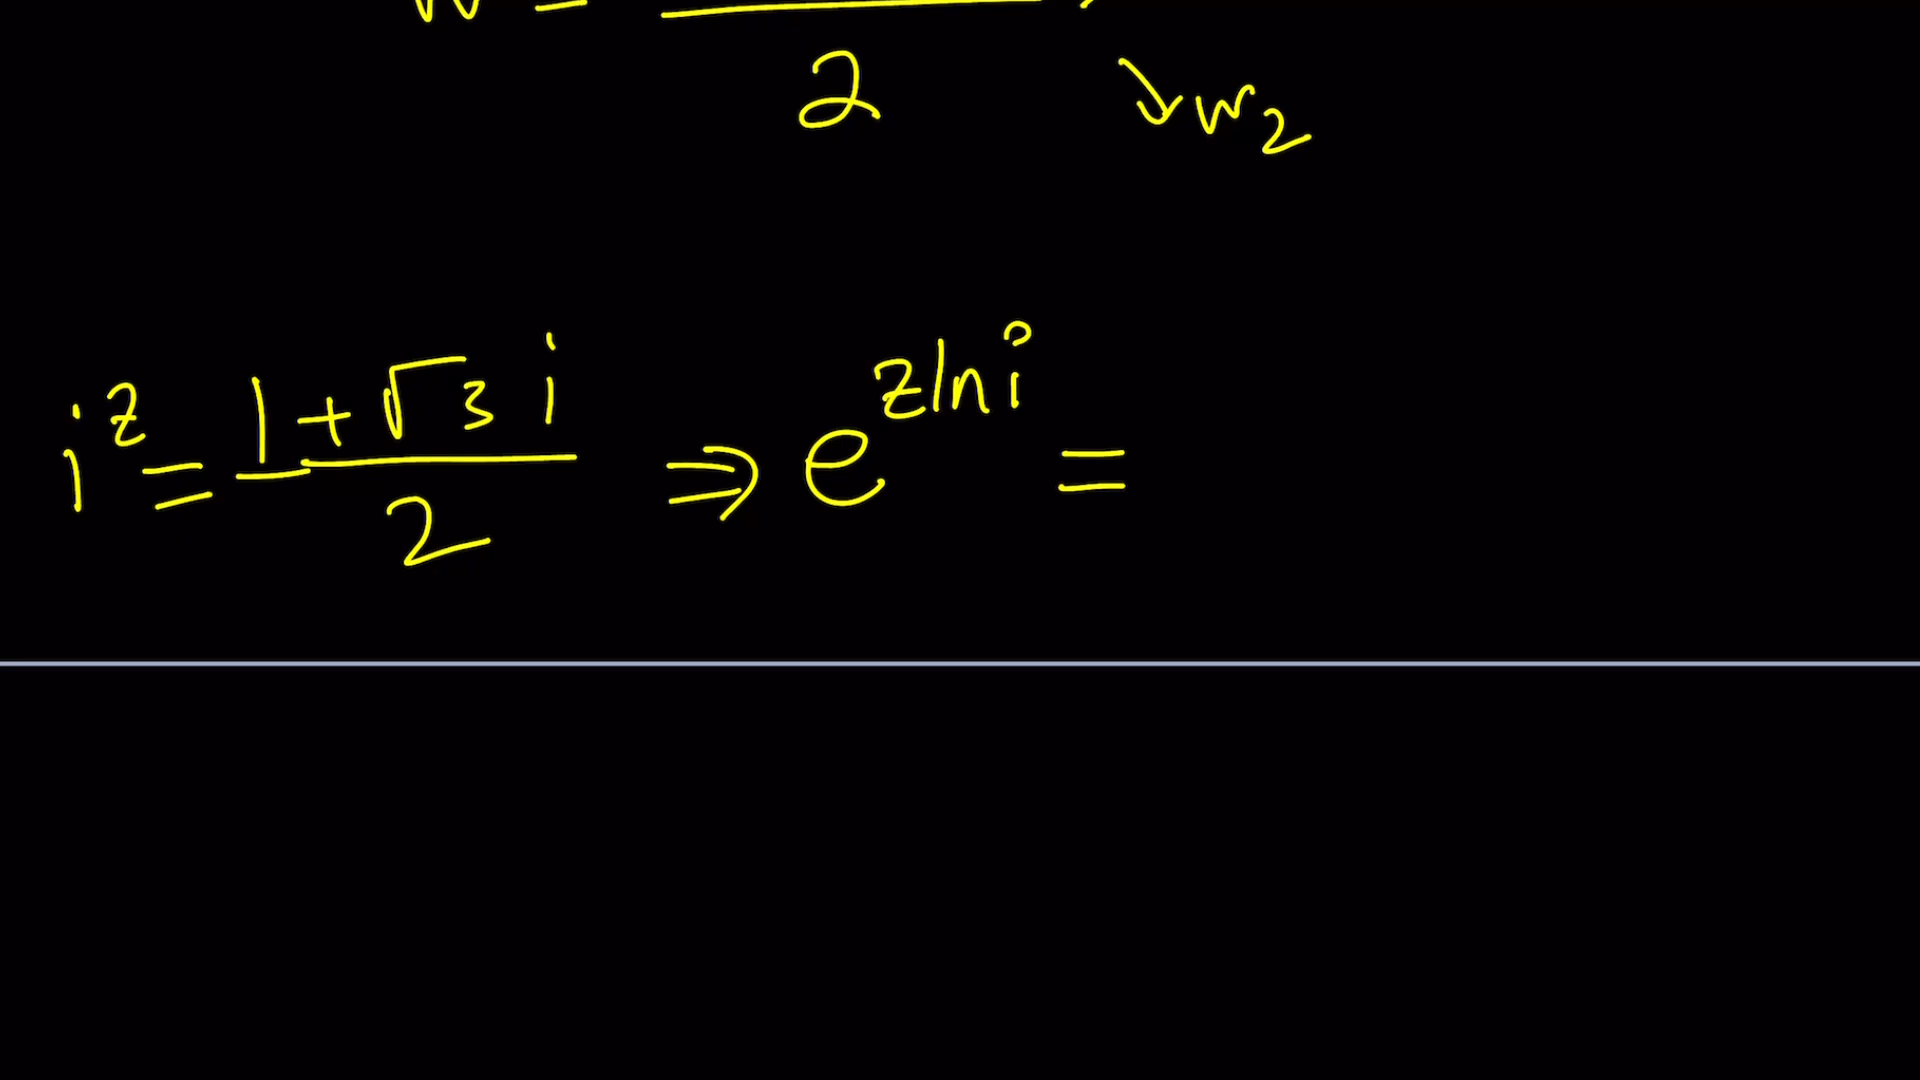 2 ↘ w₂
i^z = (1 + √3 i) / 2 ⇒ e^(z ln i) =